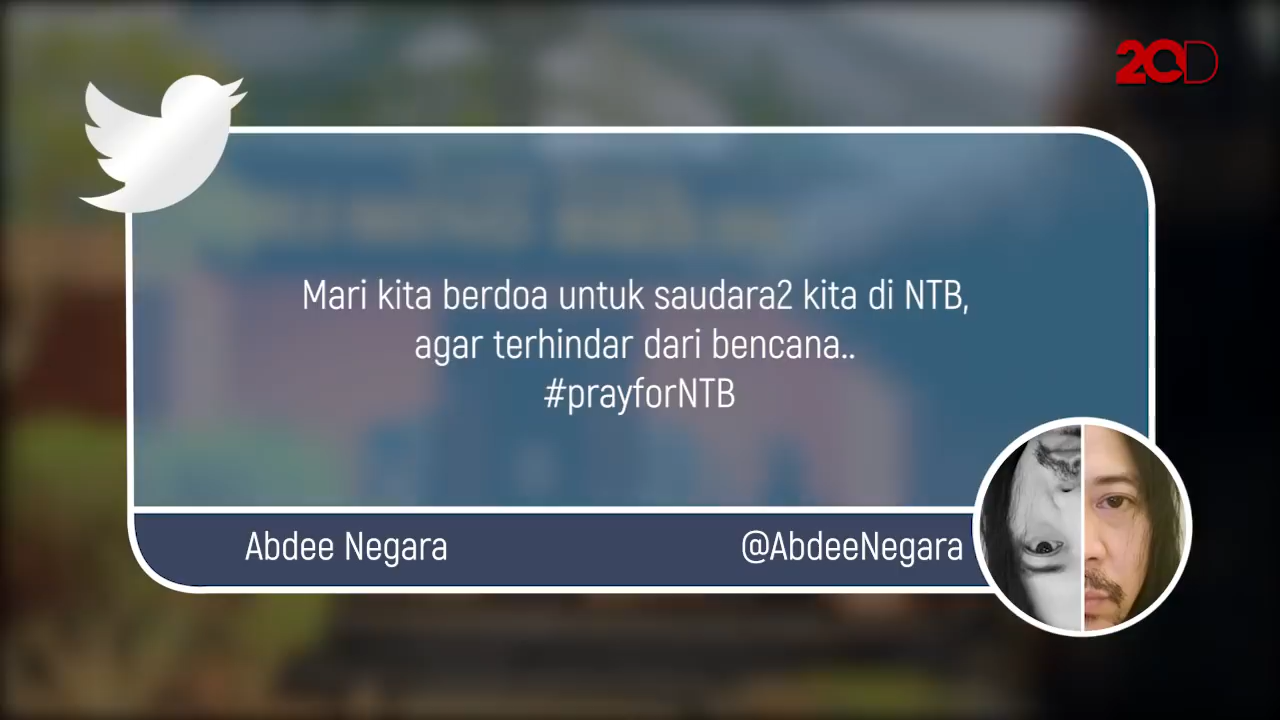 20D
Mari kita berdoa untuk saudara2 kita di NTB,
agar terhindar dari bencana..
#prayforNTB
Abdee Negara
@AbdeeNegara